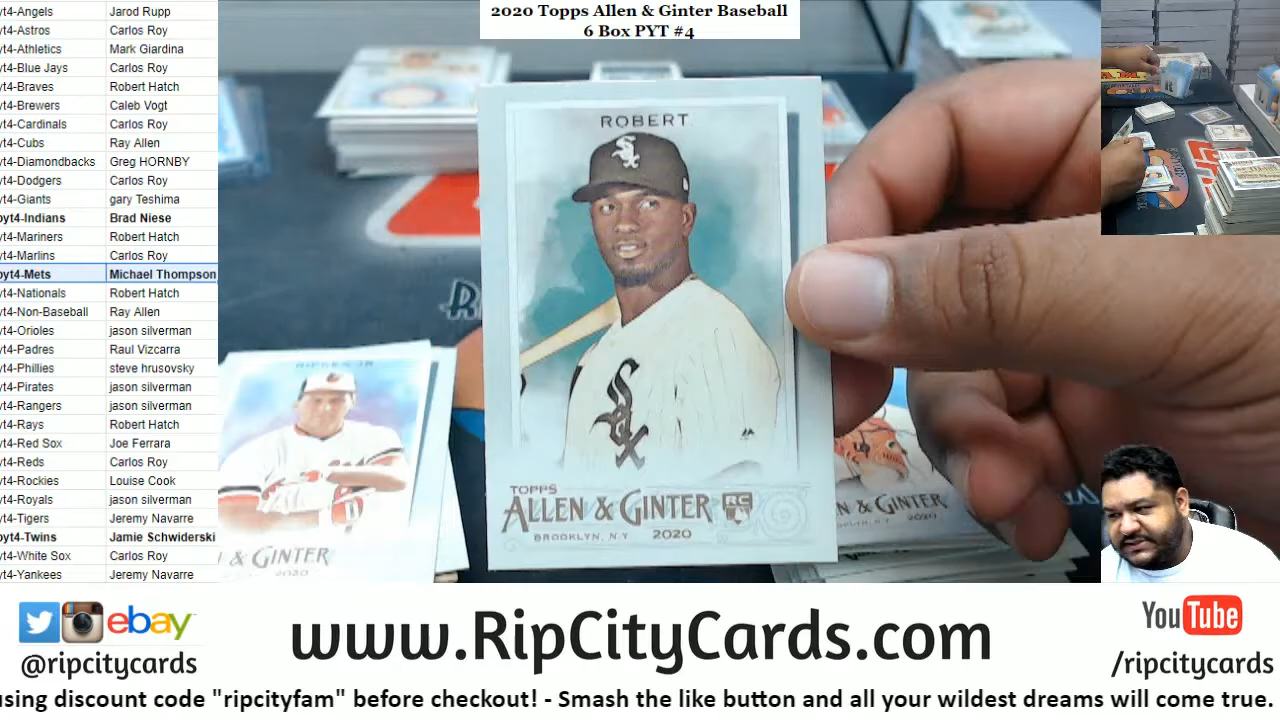 2020 Topps Allen & Ginter Baseball
6 Box PYT #4
yt4-Angels Jarod Rupp
yt4-Astros Carlos Roy
yt4-Athletics Mark Giardina
yt4-Blue Jays Carlos Roy
yt4-Braves Robert Hatch
yt4-Brewers Caleb Vogt
yt4-Cardinals Carlos Roy
yt4-Cubs Ray Allen
yt4-Diamondbacks Greg HORNBY
yt4-Dodgers Carlos Roy
yt4-Giants gary Teshima
pyt4-Indians Brad Niese
yt4-Mariners Robert Hatch
yt4-Marlins Carlos Roy
pyt4-Mets Michael Thompson
yt4-Nationals Robert Hatch
yt4-Non-Baseball Ray Allen
yt4-Orioles jason silverman
yt4-Padres Raul Vizcarra
yt4-Phillies steve hrusovsky
yt4-Pirates jason silverman
yt4-Rangers jason silverman
yt4-Rays Robert Hatch
yt4-Red Sox Joe Ferrara
yt4-Reds Carlos Roy
yt4-Rockies Louise Cook
yt4-Royals jason silverman
yt4-Tigers Jeremy Navarre
pyt4-Twins Jamie Schwiderski
yt4-White Sox Carlos Roy
yt4-Yankees Jeremy Navarre
ROBERT
Sox
Sox
TOPPS
ALLEN & GINTER RC
BROOKLYN, N.Y 2020
RIPKEN JR
& GINTER
2020
N & GINTER
2020
ebay
@ripcitycards
www.RipCityCards.com
YouTube
/ripcitycards
using discount code "ripcityfam" before checkout! - Smash the like button and all your wildest dreams will come true.